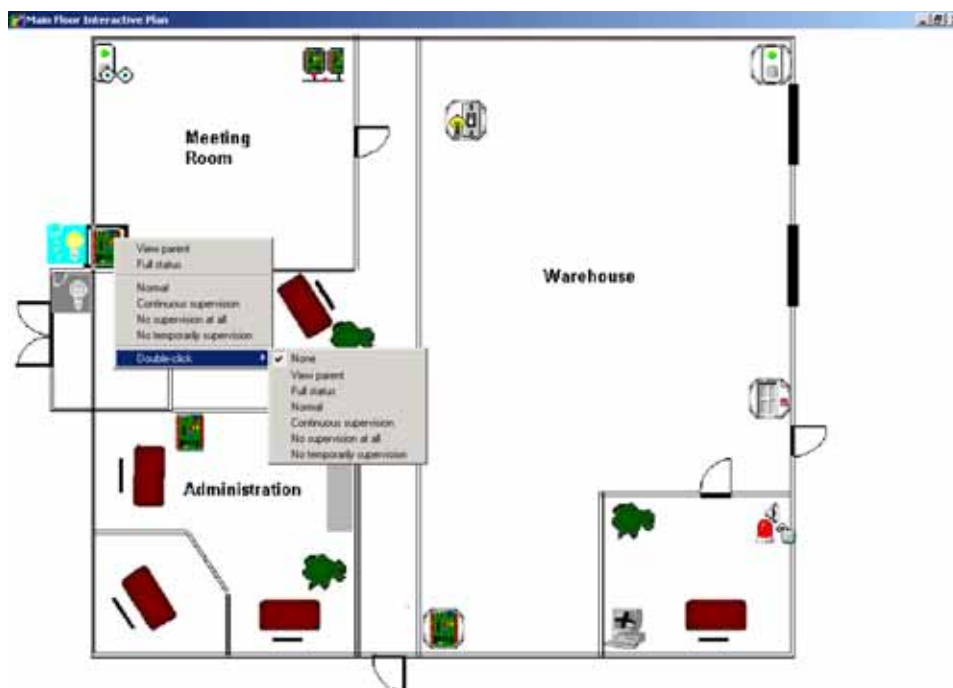 Main Floor Interactive Plan
Meeting
Room
View parent
Full status
Normal
Continuous supervision
No supervision at all
No temporarily supervision
Double-click
None
View parent
Full status
Normal
Continuous supervision
No supervision at all
No temporarily supervision
Warehouse
Administration